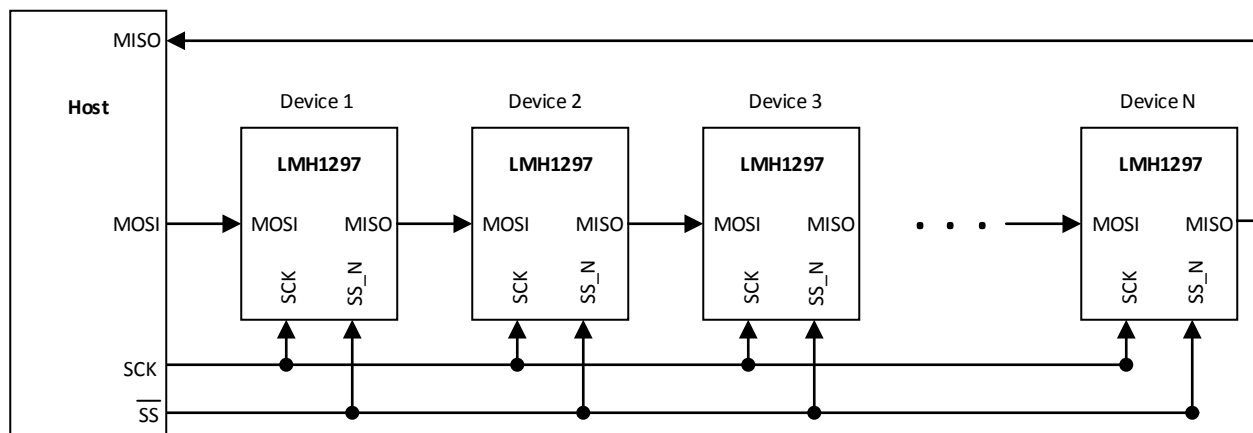 MISO
Host
Device 1
Device 2
Device 3
Device N
LMH1297
LMH1297
LMH1297
LMH1297
MOSI
MOSI
MISO
MOSI
MISO
MOSI
MISO
. . .
MOSI
MISO
SCK
SS_N
SCK
SS_N
SCK
SS_N
SCK
SS_N
SCK
SS